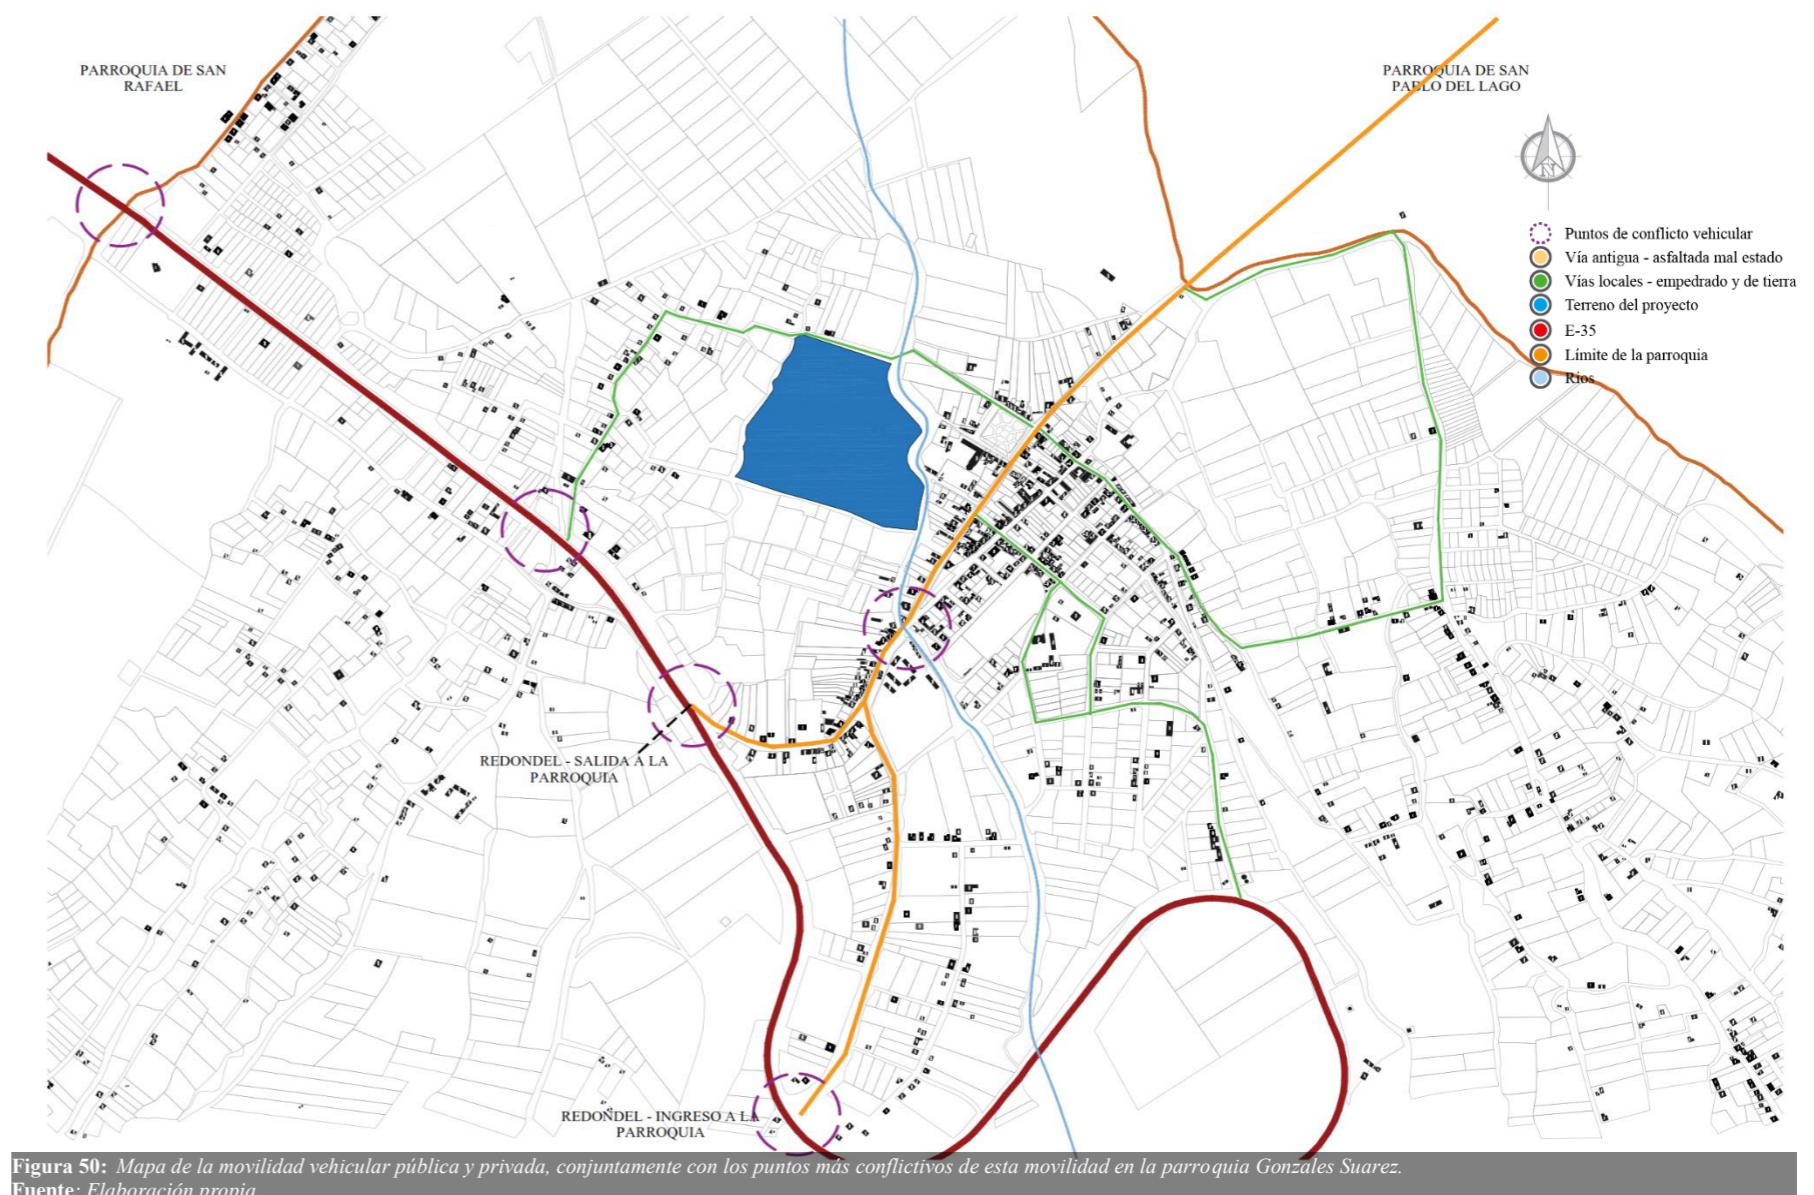 PARROQUIA DE SAN
RAFAEL
PARROQUIA DE SAN
PABLO DEL LAGO
N
Puntos de conflicto vehicular
Vía antigua - asfaltada mal estado
Vías locales - empedrado y de tierra
Terreno del proyecto
E-35
Límite de la parroquia
Rios
REDONDEL - SALIDA A LA
PARROQUIA
REDONDEL - INGRESO A LA
PARROQUIA
Figura 50: Mapa de la movilidad vehicular pública y privada, conjuntamente con los puntos más conflictivos de esta movilidad en la parroquia Gonzales Suarez.
Fuente: Elaboración propia